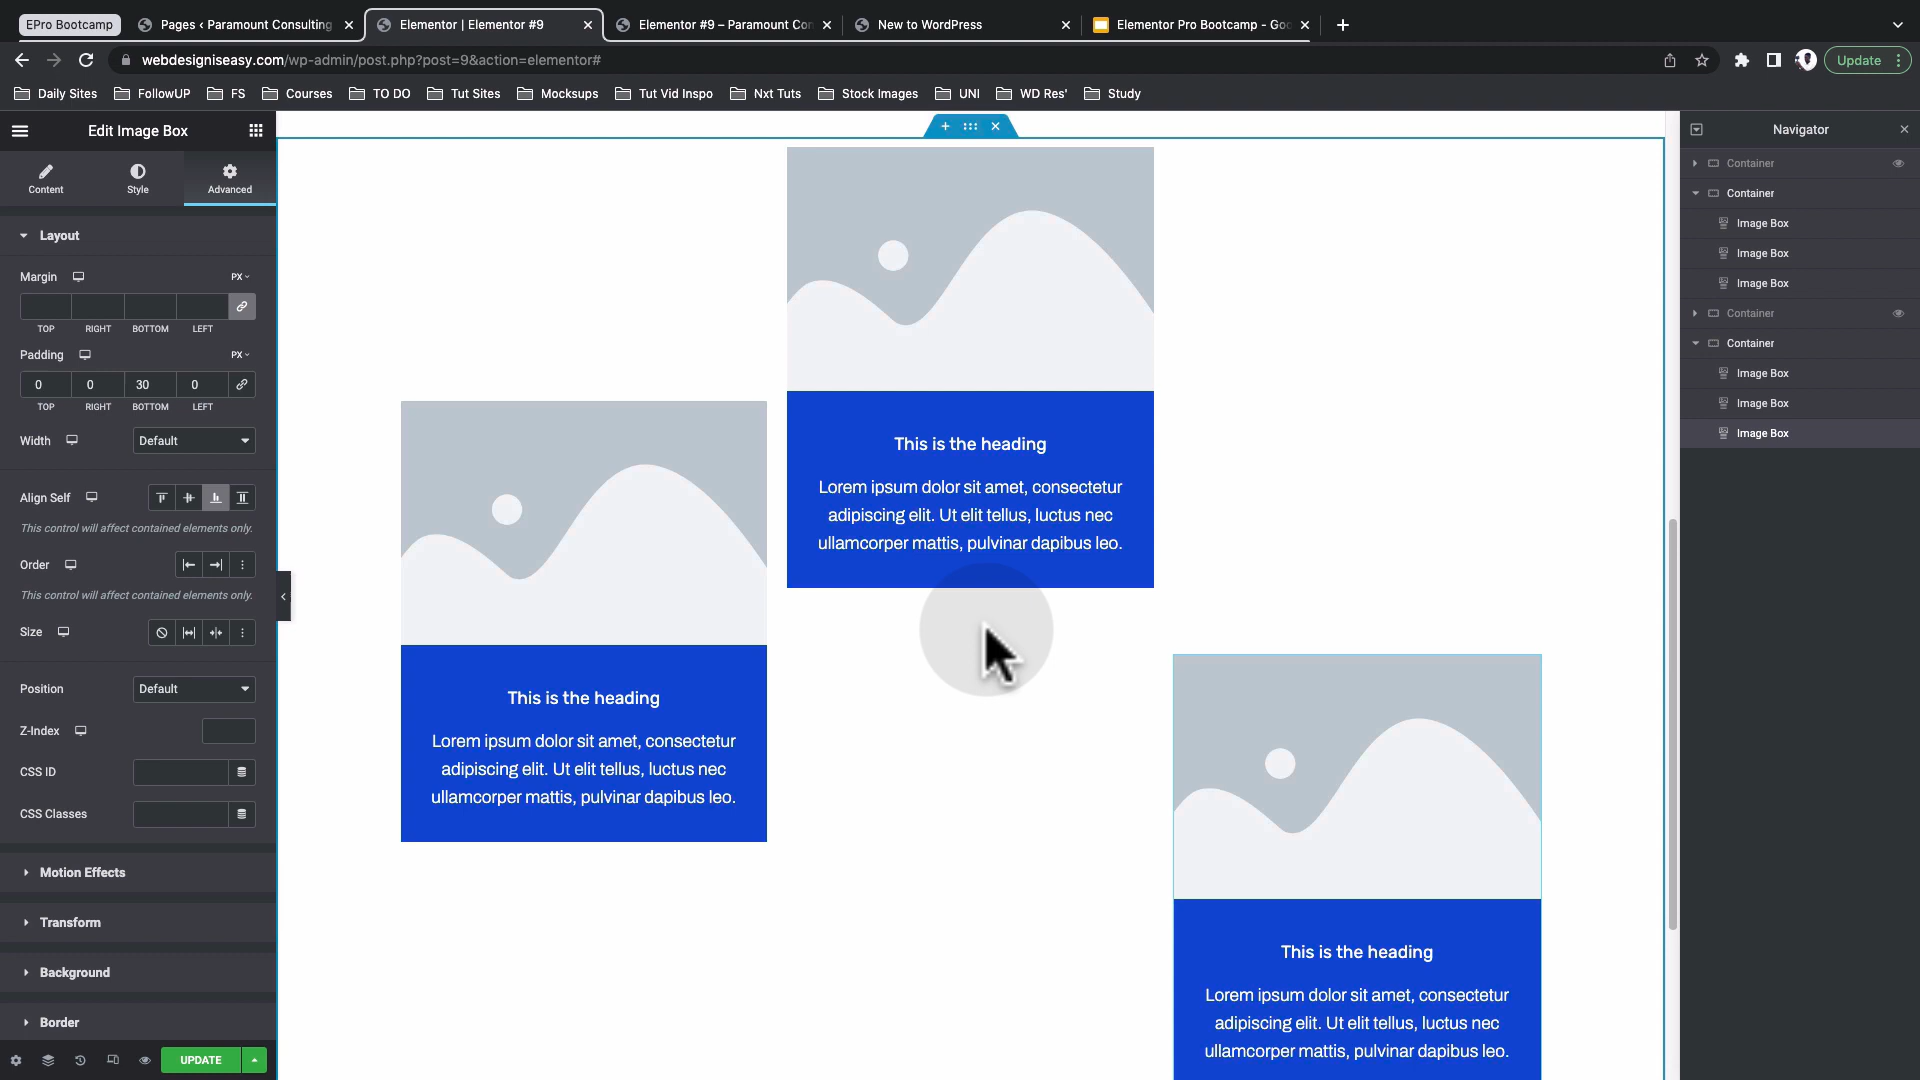 EPro Bootcamp
Pages ‹ Paramount Consulting
Elementor | Elementor #9
Elementor #9 – Paramount Con
New to WordPress
Elementor Pro Bootcamp - Goo
webdesigniseasy.com/wp-admin/post.php?post=9&action=elementor#
Update
Daily Sites
FollowUP
FS
Courses
TO DO
Tut Sites
Mocksups
Tut Vid Inspo
Nxt Tuts
Stock Images
UNI
WD Res'
Study
Edit Image Box
Content
Style
Advanced
Layout
Margin
PX
TOP RIGHT BOTTOM LEFT
Padding
PX
0 0 30 0
TOP RIGHT BOTTOM LEFT
Width
Default
Align Self
This control will affect contained elements only.
Order
This control will affect contained elements only.
Size
Position
Default
Z-Index
CSS ID
CSS Classes
Motion Effects
Transform
Background
Border
UPDATE
This is the heading
Lorem ipsum dolor sit amet, consectetur
adipiscing elit. Ut elit tellus, luctus nec
ullamcorper mattis, pulvinar dapibus leo.
This is the heading
Lorem ipsum dolor sit amet, consectetur
adipiscing elit. Ut elit tellus, luctus nec
ullamcorper mattis, pulvinar dapibus leo.
This is the heading
Lorem ipsum dolor sit amet, consectetur
adipiscing elit. Ut elit tellus, luctus nec
ullamcorper mattis, pulvinar dapibus leo.
Navigator
Container
Container
Image Box
Image Box
Image Box
Container
Container
Image Box
Image Box
Image Box